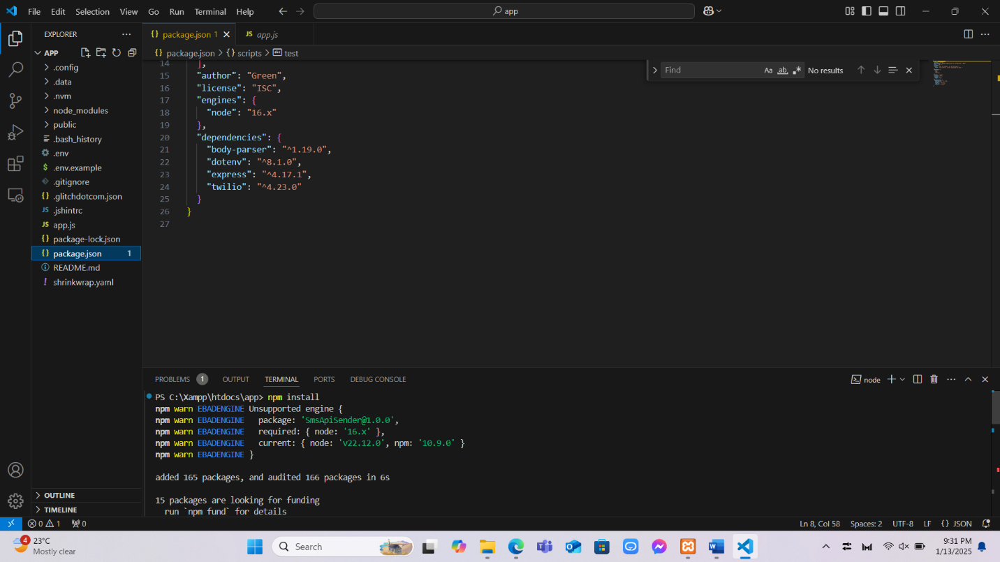 File Edit Selection View Go Run Terminal Help
app
EXPLORER
APP
.config
.data
.nvm
node_modules
public
.bash_history
.env
.env.example
.gitignore
.glitchdotcom.json
.jshintrc
app.js
package-lock.json
package.json 1
README.md
shrinkwrap.yaml
OUTLINE
TIMELINE
package.json 1
JS app.js
{} package.json > {} scripts > abc test
Find
Aa ab
No results
14 ],
15 "author": "Green",
16 "license": "ISC",
17 "engines": {
18 "node": "16.x"
19 },
20 "dependencies": {
21 "body-parser": "^1.19.0",
22 "dotenv": "^8.1.0",
23 "express": "^4.17.1",
24 "twilio": "^4.23.0"
25 }
26 }
27
PROBLEMS 1 OUTPUT TERMINAL PORTS DEBUG CONSOLE
node
PS C:\Xampp\htdocs\app> npm install
npm warn EBADENGINE Unsupported engine {
npm warn EBADENGINE package: 'SmsApiSender@1.0.0',
npm warn EBADENGINE required: { node: '16.x' },
npm warn EBADENGINE current: { node: 'v22.12.0', npm: '10.9.0' }
npm warn EBADENGINE }
added 165 packages, and audited 166 packages in 6s
15 packages are looking for funding
run `npm fund` for details
0 1 0
Ln 8, Col 58 Spaces: 2 UTF-8 LF {} JSON
4
23°C
Mostly clear
Search
9:31 PM
1/13/2025